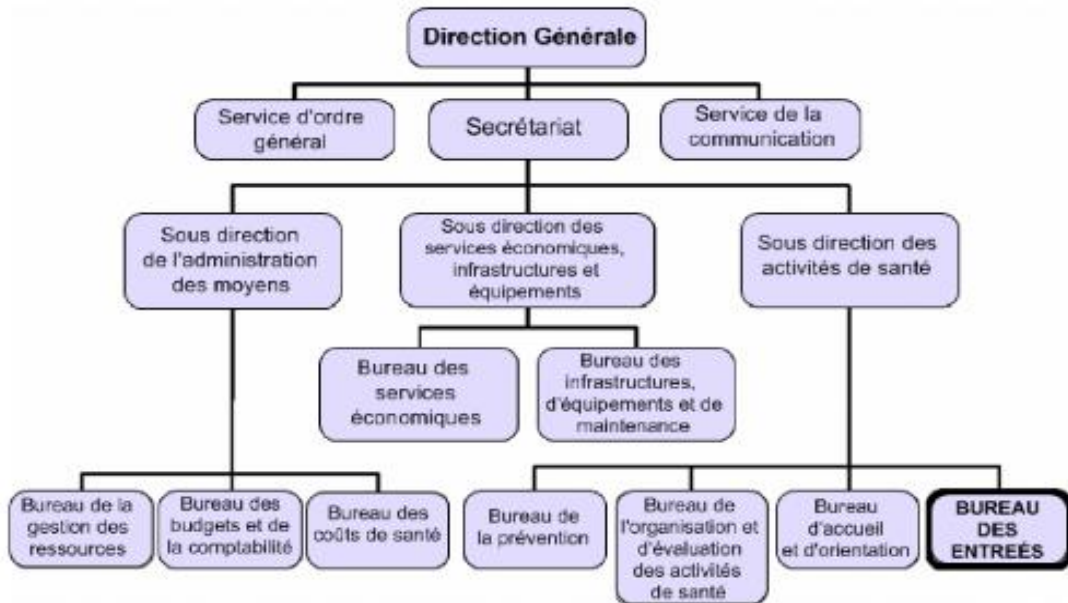 Direction Générale
Service d'ordre
général
Secrétariat
Service de la
communication
Sous direction
de l'administration
des moyens
Sous direction des
services économiques,
infrastructures et
équipements
Sous direction des
activités de santé
Bureau des
services
économiques
Bureau des
infrastructures,
d'équipements et de
maintenance
Bureau de la
gestion des
ressources
Bureau des
budgets et de
la comptabilité
Bureau des
coûts de santé
Bureau de
la prévention
Bureau de
l'organisation et
d'évaluation
des activités
de santé
Bureau
d'accueil
et d'orientation
BUREAU
DES
ENTREÉS